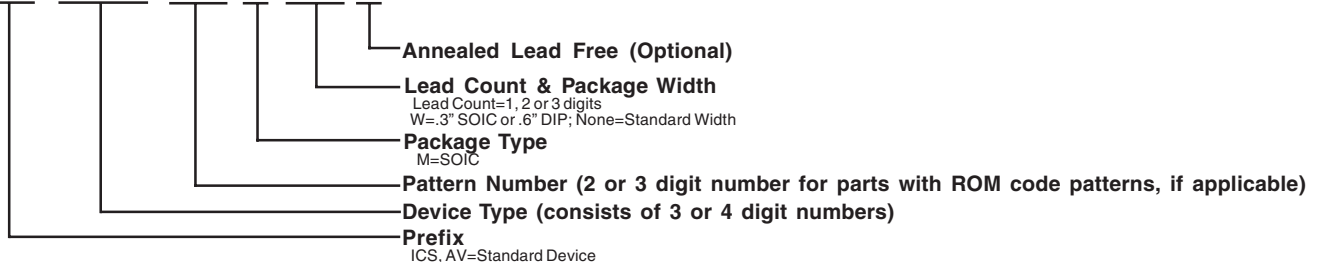 Annealed Lead Free (Optional)
Lead Count & Package Width
Lead Count=1, 2 or 3 digits
W=.3" SOIC or .6" DIP; None=Standard Width
Package Type
M=SOIC
Pattern Number (2 or 3 digit number for parts with ROM code patterns, if applicable)
Device Type (consists of 3 or 4 digit numbers)
Prefix
ICS, AV=Standard Device